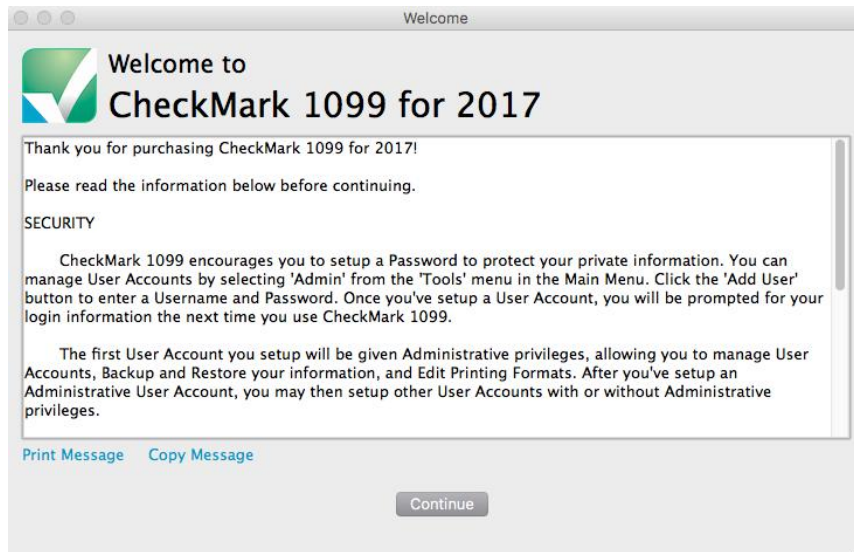 Welcome
Welcome to
CheckMark 1099 for 2017
Thank you for purchasing CheckMark 1099 for 2017!
Please read the information below before continuing.
SECURITY
CheckMark 1099 encourages you to setup a Password to protect your private information. You can
manage User Accounts by selecting 'Admin' from the 'Tools' menu in the Main Menu. Click the 'Add User'
button to enter a Username and Password. Once you've setup a User Account, you will be prompted for your
login information the next time you use CheckMark 1099.
The first User Account you setup will be given Administrative privileges, allowing you to manage User
Accounts, Backup and Restore your information, and Edit Printing Formats. After you've setup an
Administrative User Account, you may then setup other User Accounts with or without Administrative
privileges.
Print Message Copy Message
Continue